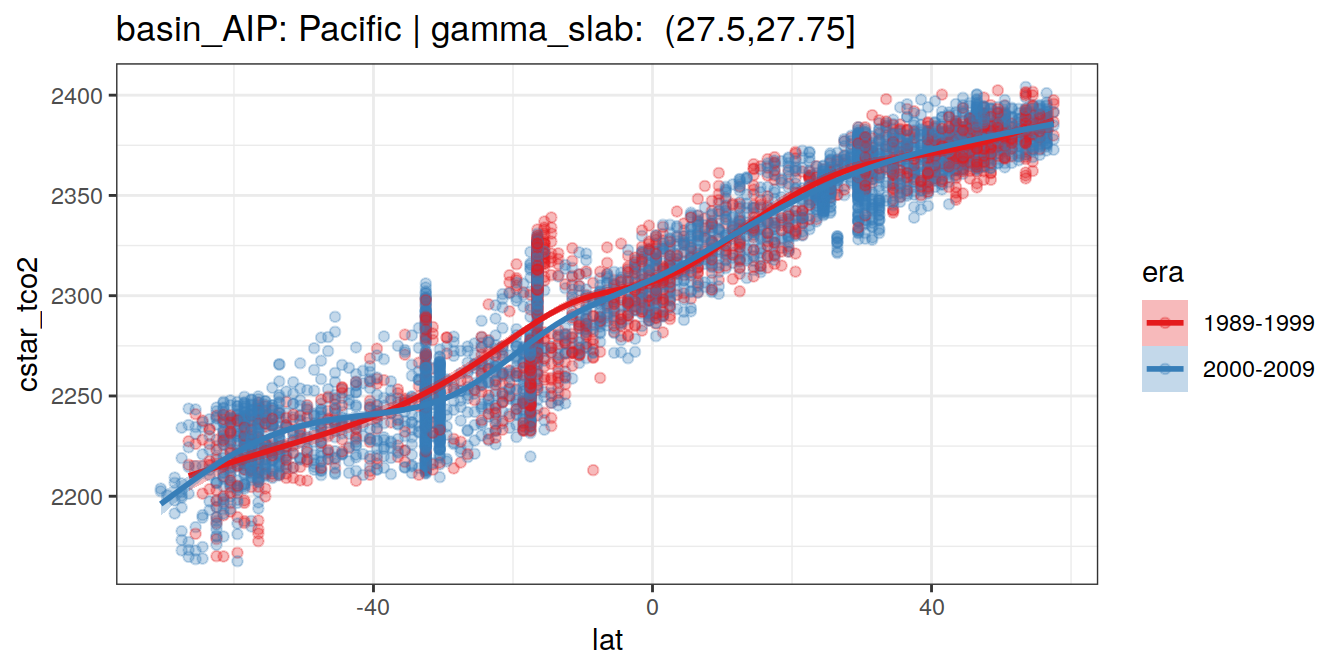 basin_AIP: Pacific | gamma_slab:  (27.5,27.75]
2400
2350
2300
2250
2200
cstar_tco2
-40
0
40
lat
era
1989-1999
2000-2009